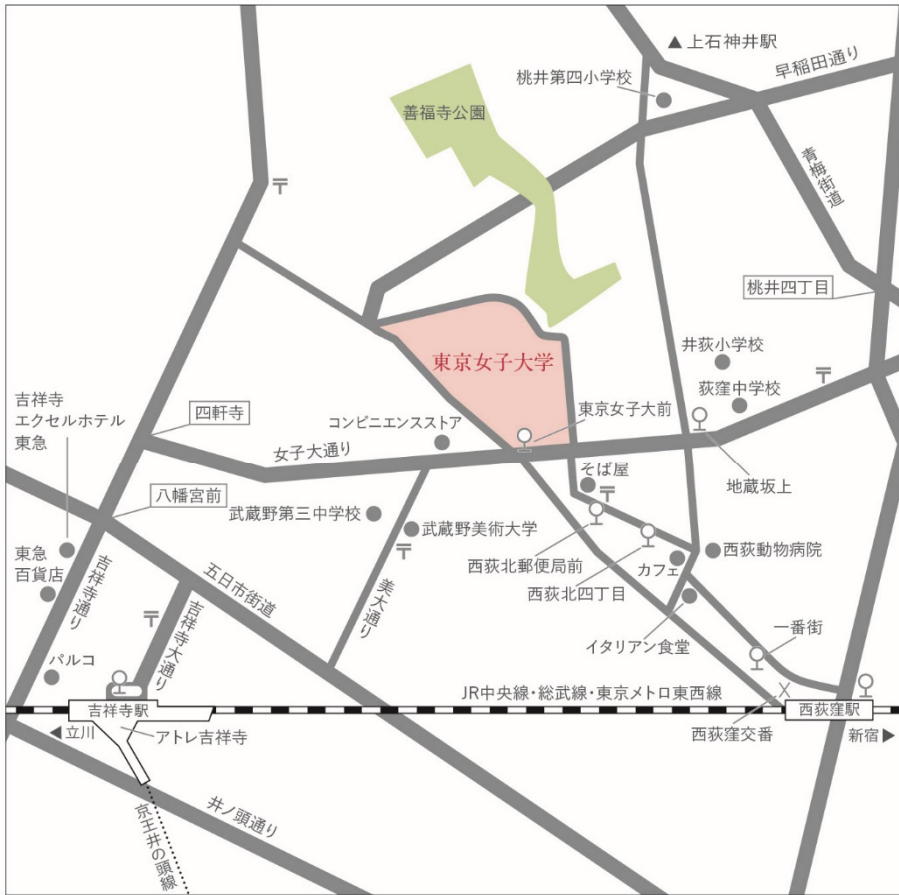 ▲上石神井駅
早稲田通り
桃井第四小学校
善福寺公園
〒
青梅街道
桃井四丁目
東京女子大学
井荻小学校
〒
荻窪中学校
吉祥寺
エクセルホテル
東急
四軒寺
コンビニエンスストア
東京女子大前
女子大通り
地蔵坂上
そば屋
〒
八幡宮前
武蔵野第三中学校
武蔵野美術大学
西荻北郵便局前
西荻動物病院
カフェ
東急
百貨店
吉祥寺通り
五日市街道
〒
美大通り
西荻北四丁目
〒
吉祥寺大通り
イタリアン食堂
一番街
パルコ
JR中央線・総武線・東京メトロ東西線
吉祥寺駅
西荻窪駅
◀立川
アトレ吉祥寺
西荻窪交番
新宿▶
井ノ頭通り
京王井の頭線